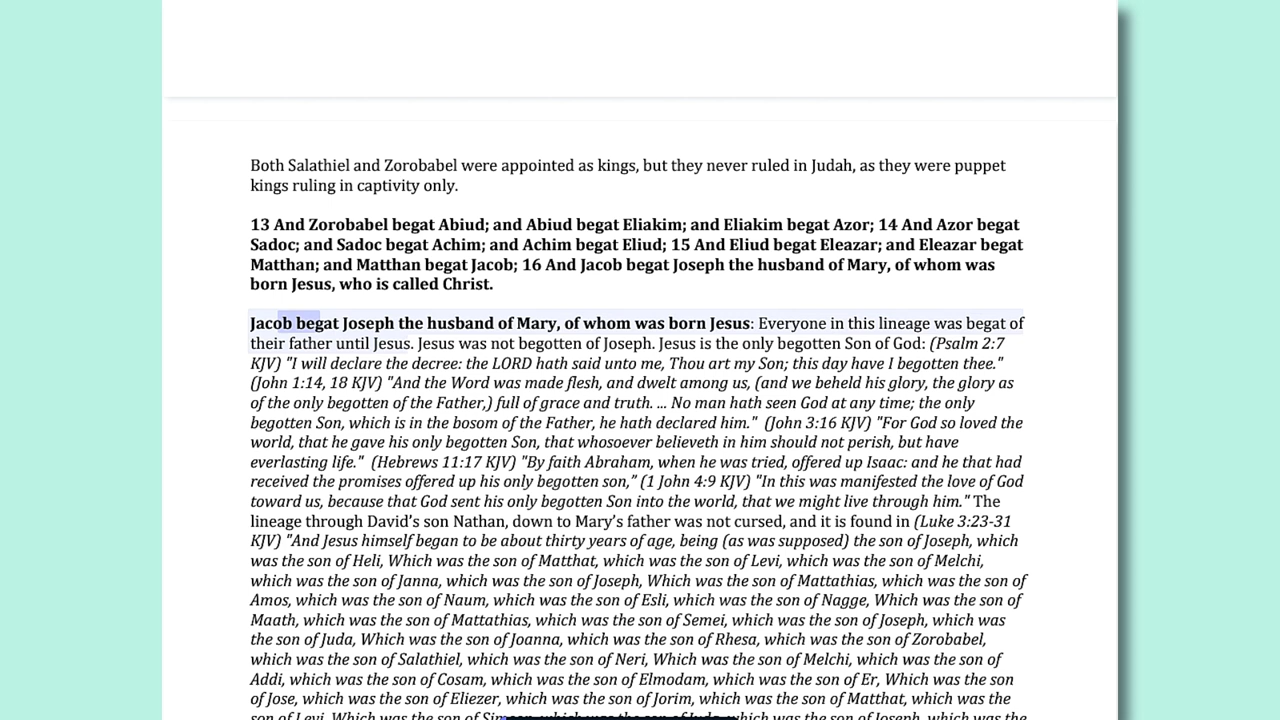 Both Salathiel and Zorobabel were appointed as kings, but they never ruled in Judah, as they were puppet
kings ruling in captivity only.
13 And Zorobabel begat Abiud; and Abiud begat Eliakim; and Eliakim begat Azor; 14 And Azor begat
Sadoc; and Sadoc begat Achim; and Achim begat Eliud; 15 And Eliud begat Eleazar; and Eleazar begat
Matthan; and Matthan begat Jacob; 16 And Jacob begat Joseph the husband of Mary, of whom was
born Jesus, who is called Christ.
Jacob begat Joseph the husband of Mary, of whom was born Jesus: Everyone in this lineage was begat of
their father until Jesus. Jesus was not begotten of Joseph. Jesus is the only begotten Son of God: (Psalm 2:7
KJV) "I will declare the decree: the LORD hath said unto me, Thou art my Son; this day have I begotten thee."
(John 1:14, 18 KJV) "And the Word was made flesh, and dwelt among us, (and we beheld his glory, the glory as
of the only begotten of the Father,) full of grace and truth. ... No man hath seen God at any time; the only
begotten Son, which is in the bosom of the Father, he hath declared him." (John 3:16 KJV) "For God so loved the
world, that he gave his only begotten Son, that whosoever believeth in him should not perish, but have
everlasting life." (Hebrews 11:17 KJV) "By faith Abraham, when he was tried, offered up Isaac: and he that had
received the promises offered up his only begotten son,” (1 John 4:9 KJV) "In this was manifested the love of God
toward us, because that God sent his only begotten Son into the world, that we might live through him." The
lineage through David’s son Nathan, down to Mary’s father was not cursed, and it is found in (Luke 3:23-31
KJV) "And Jesus himself began to be about thirty years of age, being (as was supposed) the son of Joseph, which
was the son of Heli, Which was the son of Matthat, which was the son of Levi, which was the son of Melchi,
which was the son of Janna, which was the son of Joseph, Which was the son of Mattathias, which was the son of
Amos, which was the son of Naum, which was the son of Esli, which was the son of Nagge, Which was the son of
Maath, which was the son of Mattathias, which was the son of Semei, which was the son of Joseph, which was
the son of Juda, Which was the son of Joanna, which was the son of Rhesa, which was the son of Zorobabel,
which was the son of Salathiel, which was the son of Neri, Which was the son of Melchi, which was the son of
Addi, which was the son of Cosam, which was the son of Elmodam, which was the son of Er, Which was the son
of Jose, which was the son of Eliezer, which was the son of Jorim, which was the son of Matthat, which was the
son of Levi, Which was the son of which was the son of Joseph, which was the